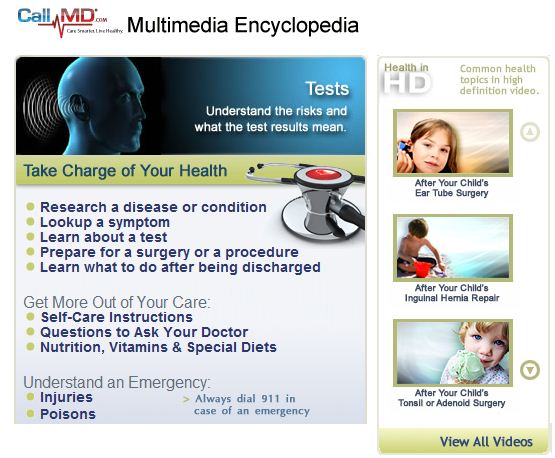 Call MD.COM
Care Smarter. Live Healthy.
Multimedia Encyclopedia
Tests
Understand the risks and
what the test results mean.
Take Charge of Your Health
Research a disease or condition
Lookup a symptom
Learn about a test
Prepare for a surgery or a procedure
Learn what to do after being discharged
Get More Out of Your Care:
Self-Care Instructions
Questions to Ask Your Doctor
Nutrition, Vitamins & Special Diets
Understand an Emergency:
Injuries
Poisons
> Always dial 911 in
case of an emergency
Health in
HD
Common health
topics in high
definition video.
After Your Child's
Ear Tube Surgery
After Your Child's
Inguinal Hernia Repair
After Your Child's
Tonsil or Adenoid Surgery
View All Videos